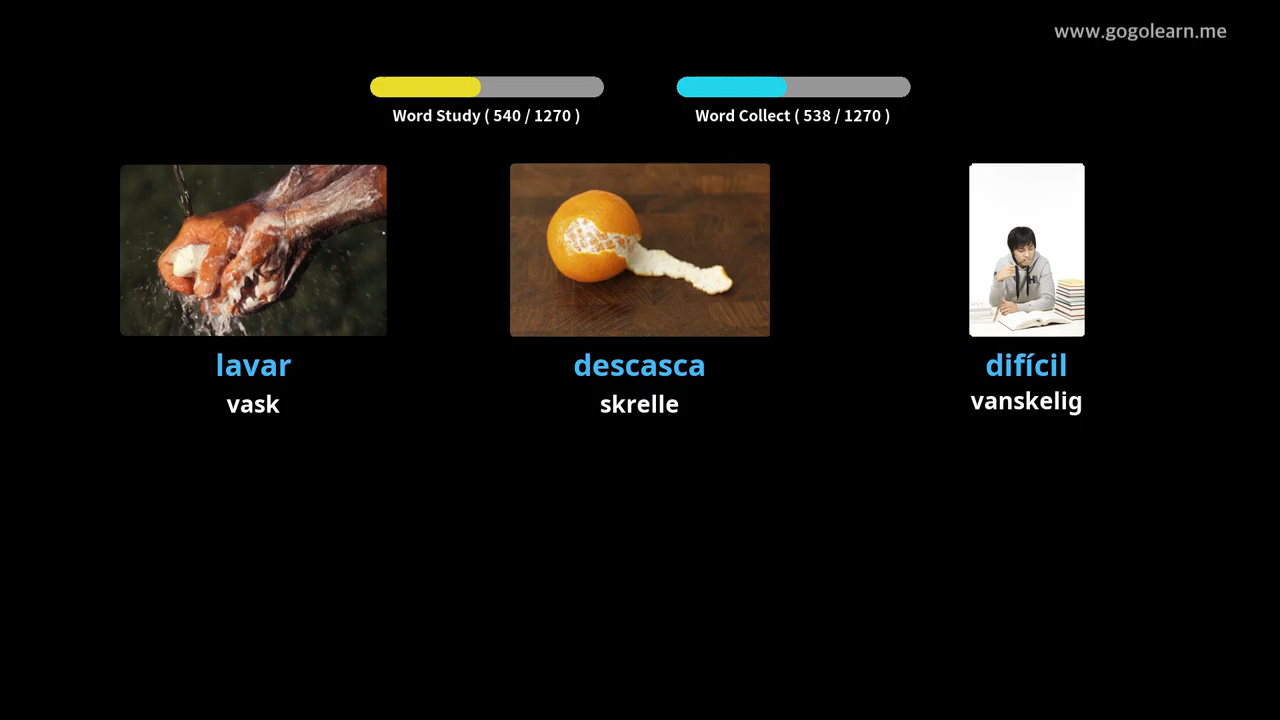 www.gogolearn.me
Word Study ( 540 / 1270 )
Word Collect ( 538 / 1270 )
lavar
vask
descasca
skrelle
difícil
vanskelig